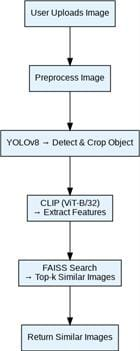 User Uploads Image
Preprocess Image
YOLOv8 → Detect & Crop Object
CLIP (ViT-B/32)
→ Extract Features
FAISS Search
→ Top-k Similar Images
Return Similar Images